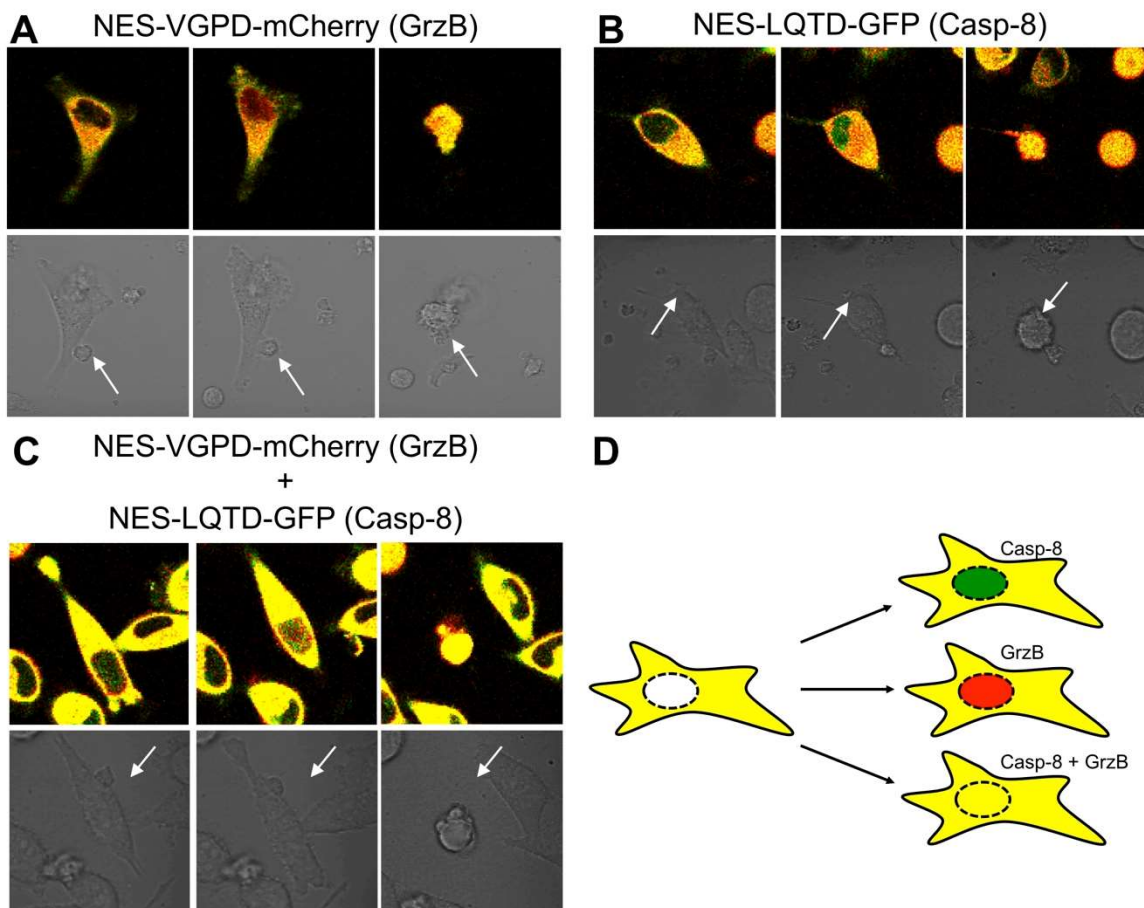 A
NES-VGPD-mCherry (GrzB)
B
NES-LQTD-GFP (Casp-8)
C
NES-VGPD-mCherry (GrzB)
+
NES-LQTD-GFP (Casp-8)
D
Casp-8
GrzB
Casp-8 + GrzB